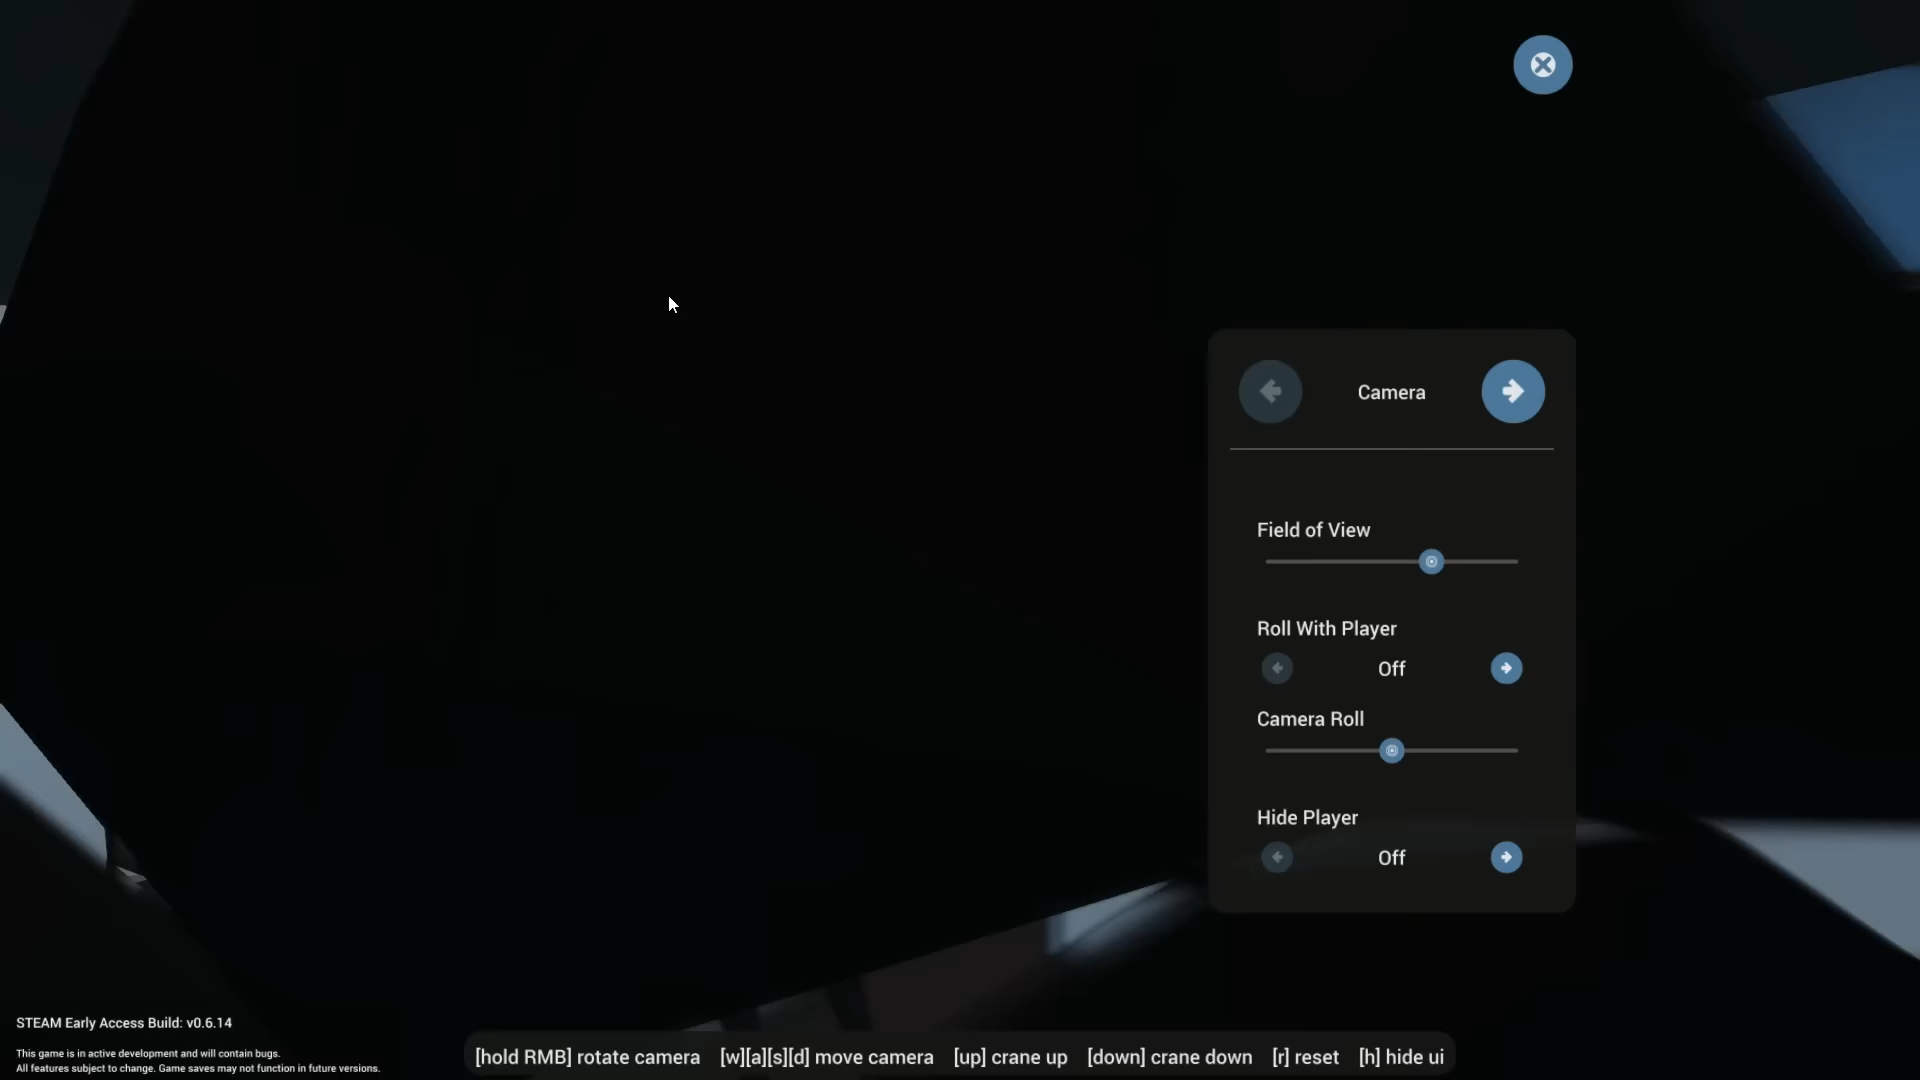 Camera
Field of View
Roll With Player
Off
Camera Roll
Hide Player
Off
STEAM Early Access Build: v0.6.14
This game is in active development and will contain bugs.
All features subject to change. Game saves may not function in future versions.
[hold RMB] rotate camera [w][a][s][d] move camera [up] crane up [down] crane down [r] reset [h] hide ui